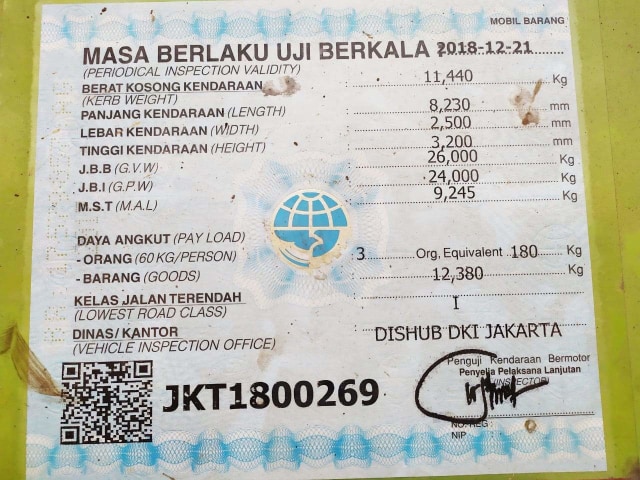 MOBIL BARANG
MASA BERLAKU UJI BERKALA 2018-12-21
(PERIODICAL INSPECTION VALIDITY)
BERAT KOSONG KENDARAAN 11,440 Kg
(KERB WEIGHT)
PANJANG KENDARAAN (LENGTH) 8,230 mm
LEBAR KENDARAAN (WIDTH) 2,500 mm
TINGGI KENDARAAN (HEIGHT) 3,200 mm
J.B.B (G.V.W) 26,000 Kg
J.B.I (G.P.W) 24,000 Kg
M.S.T (M.A.L) 9,245 Kg
DAYA ANGKUT (PAY LOAD)
- ORANG (60 KG/PERSON) 3 Org. Equivalent 180 Kg
- BARANG (GOODS) 12,380 Kg
KELAS JALAN TERENDAH I
(LOWEST ROAD CLASS)
DINAS/KANTOR DISHUB DKI JAKARTA
(VEHICLE INSPECTION OFFICE)
Penguji Kendaraan Bermotor
Penyelia Pelaksana Lanjutan
(INSPECTOR)
JKT1800269
NO. REG :
NIP